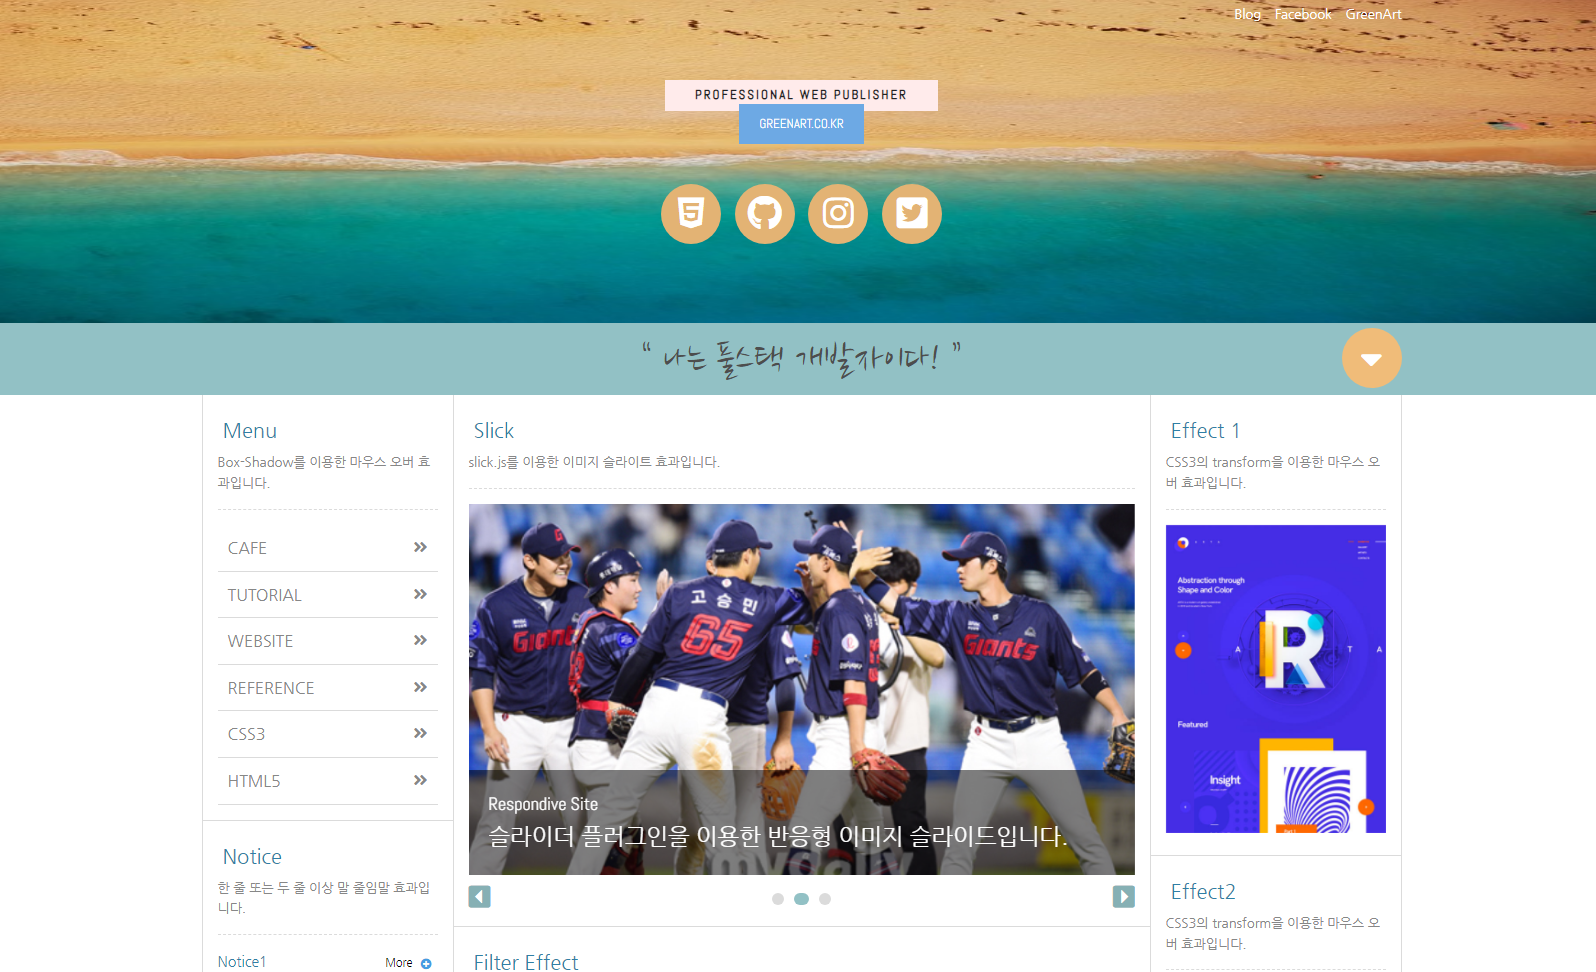 Blog Facebook GreenArt
PROFESSIONAL WEB PUBLISHER
GREENART.CO.KR
“ 나는 풀스택 개발자이다! ”
Menu
Box-Shadow를 이용한 마우스 오버 효
과입니다.
CAFE
TUTORIAL
WEBSITE
REFERENCE
CSS3
HTML5
Notice
한 줄 또는 두 줄 이상 말 줄임말 효과입
니다.
Notice1 More
Slick
slick.js를 이용한 이미지 슬라이트 효과입니다.
Giants
고승민
65
Giants
Respondive Site
슬라이더 플러그인을 이용한 반응형 이미지 슬라이드입니다.
mydaily
Filter Effect
Effect 1
CSS3의 transform을 이용한 마우스 오
버 효과입니다.
Abstraction through
Shape and Color
R
A T A
Featured
Insight
Effect2
CSS3의 transform을 이용한 마우스 오
버 효과입니다.